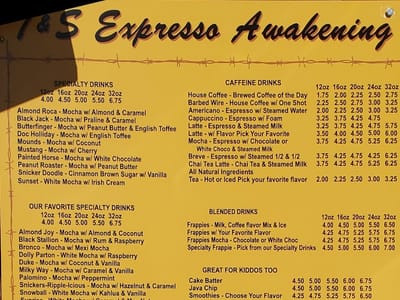 T&S Expresso Awakening
SPECIALTY DRINKS
12oz 16oz 20oz 24oz 32oz
4.00 4.50 5.00 5.50 6.75
Almond Roca - Mocha w/ Almond & Caramel
Black Jack - Mocha w/ Praline & Caramel
Butterfinger - Mocha w/ Peanut Butter & English Toffee
Doc Holliday - Mocha w/ English Toffee
Mounds - Mocha w/ Coconut
Mustang - Mocha w/ Cherry
Painted Horse - Mocha w/ White Chocolate
Peanut Roaster - Mocha w/ Peanut Butter
Snicker Doodle - Cinnamon Brown Sugar w/ Vanilla
Sunset - White Mocha w/ Irish Cream
OUR FAVORITE SPECIALTY DRINKS
12oz 16oz 20oz 24oz 32oz
4.00 4.50 5.00 5.50 6.75
Almond Joy - Mocha w/ Almond & Coconut
Black Stallion - Mocha w/ Rum & Raspberry
Bronco - Mocha w/ Mexi Mocha
Dolly Parton - White Mocha w/ Raspberry
Duke - Mocha w/ Coconut & Vanilla
Milky Way - Mocha w/ Caramel & Vanilla
Palomino - Mocha w/ Peppermint
Snickers-Ripple-Icious - Mocha w/ Hazelnut & Caramel
Snowball - White Mocha w/ Kahlua & Vanilla
CAFFEINE DRINKS
12oz 16oz 20oz 24oz 32oz
House Coffee - Brewed Coffee of the Day 1.75 2.00 2.25 2.50 2.75
Barbed Wire - House Coffee w/ One Shot 2.25 2.50 2.75 3.00 3.25
Americano - Espresso w/ Steamed Water 2.00 2.25 2.50 3.00 3.25
Cappuccino - Espresso w/ Foam 3.25 3.75 4.25 4.75
Latte - Espresso & Steamed Milk 3.25 3.75 4.25 4.75 5.75
Latte - w/ Flavor Pick Your Favorite 3.50 4.00 4.50 5.00 6.00
Mocha - Espresso w/ Chocolate or 3.75 4.25 4.75 5.25 6.25
White Choco & Steamed Milk
Breve - Espresso w/ Steamed 1/2 & 1/2 3.75 4.25 4.75 5.25 6.25
Chai Tea Latte - Chai Tea & Steamed Milk 3.75 4.25 4.75 5.25 6.25
All Natural Ingredients
Tea - Hot or Iced Pick your flavor 2.00 2.25 2.50 3.00 3.25
BLENDED DRINKS
12oz 16oz 20oz 24oz 32oz
Frappies - Milk, Coffee flavor Mix & Ice 4.00 4.50 5.00 5.50 6.50
Frappies w/ Your Favorite Flavor 4.25 4.75 5.25 5.75 6.75
Frappies Mocha - Chocolate or White Choc 4.25 4.75 5.25 5.75 6.75
Specialty Frappie - Pick from our Specialty Drinks 4.50 5.00 5.50 6.00 7.00
GREAT FOR KIDDOS TOO
Cake Batter 4.50 5.00 5.50 6.00 6.75
Java Chip 4.50 5.00 5.50 6.00 6.75
Smoothies - Choose Your Flavor